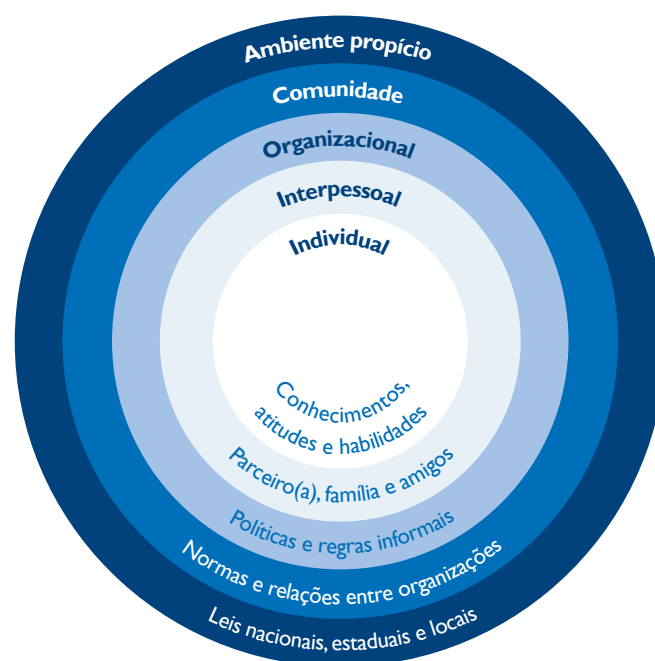 Ambiente propício
Comunidade
Organizacional
Interpessoal
Individual
Conhecimentos,
atitudes e habilidades
Parceiro(a), família e amigos
Políticas e regras informais
Normas e relações entre organizações
Leis nacionais, estaduais e locais